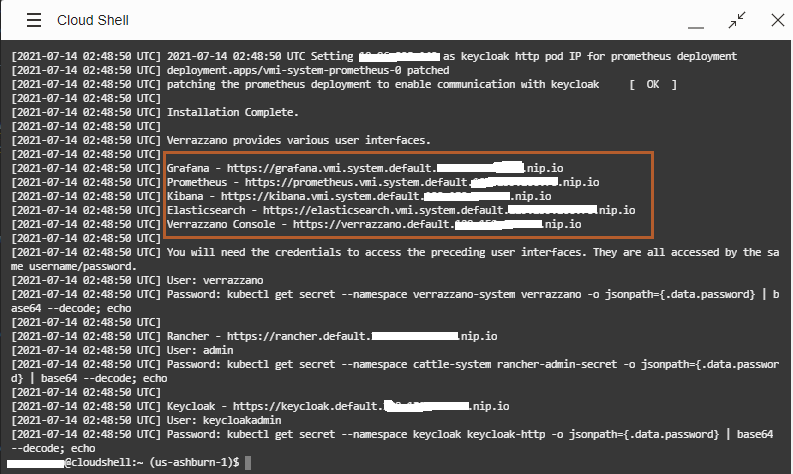 Cloud Shell
[2021-07-14 02:48:50 UTC] 2021-07-14 02:48:50 UTC Setting as keycloak http pod IP for prometheus deployment
[2021-07-14 02:48:50 UTC] deployment.apps/vmi-system-prometheus-0 patched
[2021-07-14 02:48:50 UTC] patching the prometheus deployment to enable communication with keycloak [ OK ]
[2021-07-14 02:48:50 UTC]
[2021-07-14 02:48:50 UTC] Installation Complete.
[2021-07-14 02:48:50 UTC]
[2021-07-14 02:48:50 UTC] Verrazzano provides various user interfaces.
[2021-07-14 02:48:50 UTC]
[2021-07-14 02:48:50 UTC] Grafana - https://grafana.vmi.system.default. .nip.io
[2021-07-14 02:48:50 UTC] Prometheus - https://prometheus.vmi.system.default. .nip.io
[2021-07-14 02:48:50 UTC] Kibana - https://kibana.vmi.system.default. .nip.io
[2021-07-14 02:48:50 UTC] Elasticsearch - https://elasticsearch.vmi.system.default. .nip.io
[2021-07-14 02:48:50 UTC] Verrazzano Console - https://verrazzano.default. .nip.io
[2021-07-14 02:48:50 UTC]
[2021-07-14 02:48:50 UTC] You will need the credentials to access the preceding user interfaces. They are all accessed by the sa
me username/password.
[2021-07-14 02:48:50 UTC] User: verrazzano
[2021-07-14 02:48:50 UTC] Password: kubectl get secret --namespace verrazzano-system verrazzano -o jsonpath={.data.password} | b
ase64 --decode; echo
[2021-07-14 02:48:50 UTC]
[2021-07-14 02:48:50 UTC] Rancher - https://rancher.default. .nip.io
[2021-07-14 02:48:50 UTC] User: admin
[2021-07-14 02:48:50 UTC] Password: kubectl get secret --namespace cattle-system rancher-admin-secret -o jsonpath={.data.passwor
d} | base64 --decode; echo
[2021-07-14 02:48:50 UTC]
[2021-07-14 02:48:50 UTC] Keycloak - https://keycloak.default. .nip.io
[2021-07-14 02:48:50 UTC] User: keycloakadmin
[2021-07-14 02:48:50 UTC] Password: kubectl get secret --namespace keycloak keycloak-http -o jsonpath={.data.password} | base64
--decode; echo
@cloudshell:~ (us-ashburn-1)$